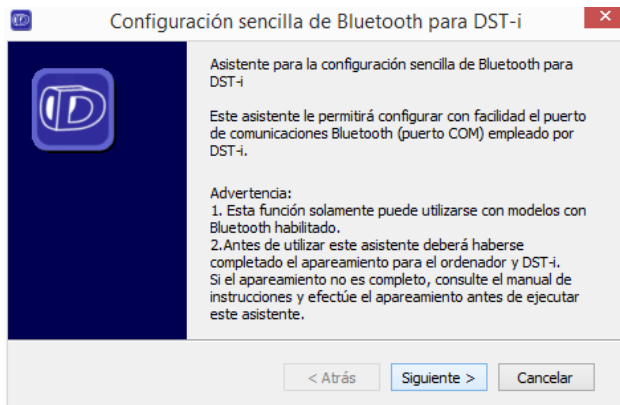 Configuración sencilla de Bluetooth para DST-i
Asistente para la configuración sencilla de Bluetooth para
DST-i
Este asistente le permitirá configurar con facilidad el puerto
de comunicaciones Bluetooth (puerto COM) empleado por
DST-i.
Advertencia:
1. Esta función solamente puede utilizarse con modelos con
Bluetooth habilitado.
2.Antes de utilizar este asistente deberá haberse
completado el apareamiento para el ordenador y DST-i.
Si el apareamiento no es completo, consulte el manual de
instrucciones y efectúe el apareamiento antes de ejecutar
este asistente.
< Atrás Siguiente > Cancelar